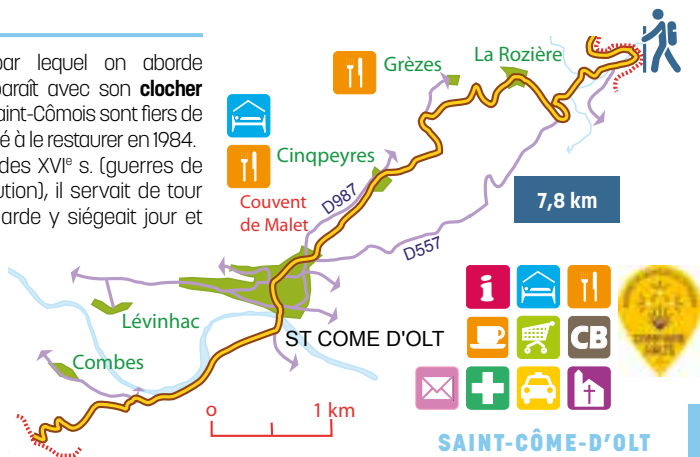 par lequel on aborde
paraît avec son clocher
aint-Cômois sont fiers de
é à le restaurer en 1984.
des XVIᵉ s. (guerres de
ution), il servait de tour
arde y siégeait jour et
Grèzes
La Rozière
Cinqpeyres
Couvent
de Malet
D987
7,8 km
D557
Lévinhac
ST COME D'OLT
Combes
0 1 km
i
CB
SAINT-CÔME-D'OLT